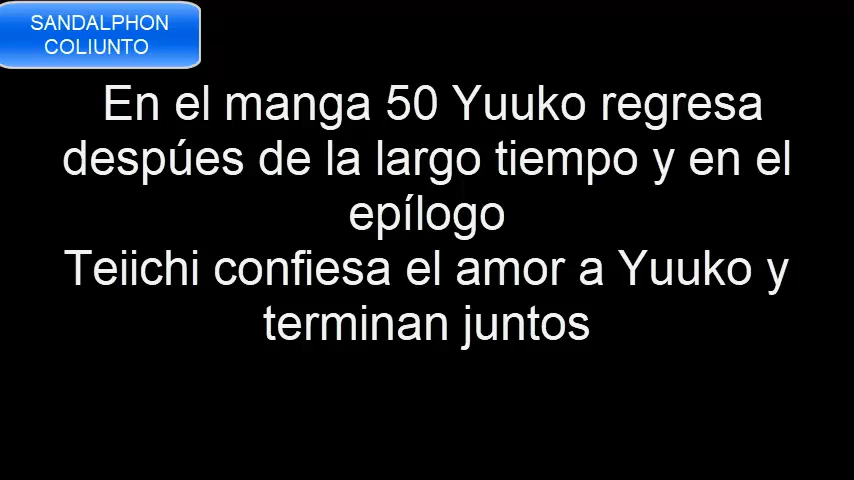 SANDALPHON
COLIUNTO
En el manga 50 Yuuko regresa
despúes de la largo tiempo y en el
epílogo
Teiichi confiesa el amor a Yuuko y
terminan juntos